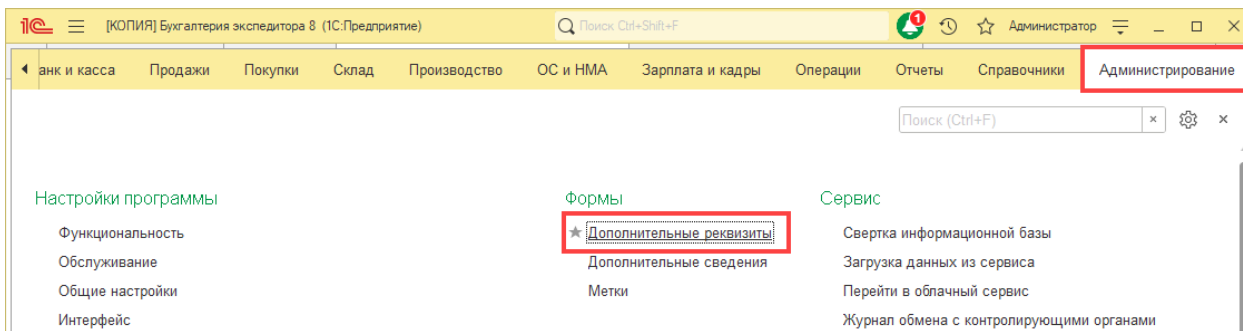 1С [КОПИЯ] Бухгалтерия экспедитора 8 (1С:Предприятие) Поиск Ctrl+Shift+F 9 Администратор
анк и касса Продажи Покупки Склад Производство ОС и НМА Зарплата и кадры Операции Отчеты Справочники Администрирование
Поиск (Ctrl+F)
Настройки программы Формы Сервис
Функциональность Дополнительные реквизиты Свертка информационной базы
Обслуживание Дополнительные сведения Загрузка данных из сервиса
Общие настройки Метки Перейти в облачный сервис
Интерфейс Журнал обмена с контролирующими органами